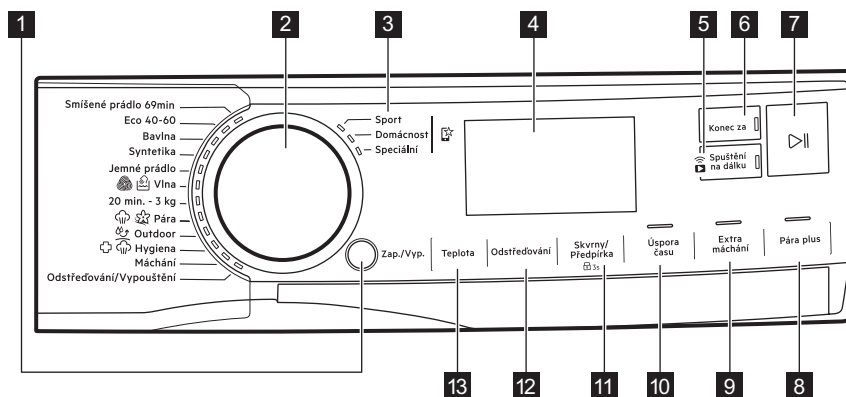 1
2
3
4
5
6
7
Smíšené prádlo 69min
Eco 40-60
Bavlna
Syntetika
Jemné prádlo
Vlna
20 min. - 3 kg
Pára
Outdoor
Hygiena
Máchání
Odstřeďování/Vypouštění
Sport
Domácnost
Speciální
Konec za
Spuštění
na dálku
Zap./Vyp.
Teplota
Odstřeďování
Skvrny/
Předpírka
3s
Úspora
času
Extra
máchání
Pára plus
13
12
11
10
9
8